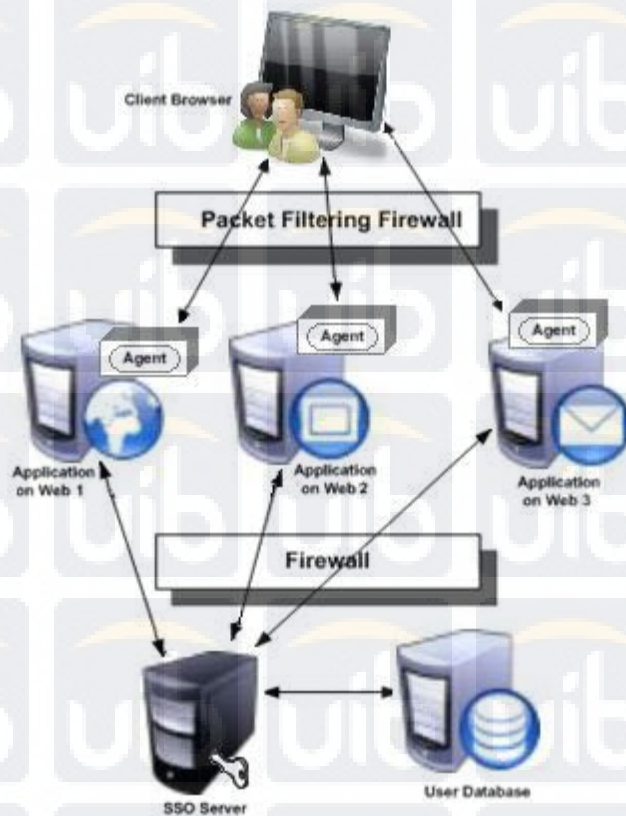 Client Browser
Packet Filtering Firewall
Agent
Agent
Agent
Application
on Web 1
Application
on Web 2
Application
on Web 3
Firewall
SSO Server
User Database
uib